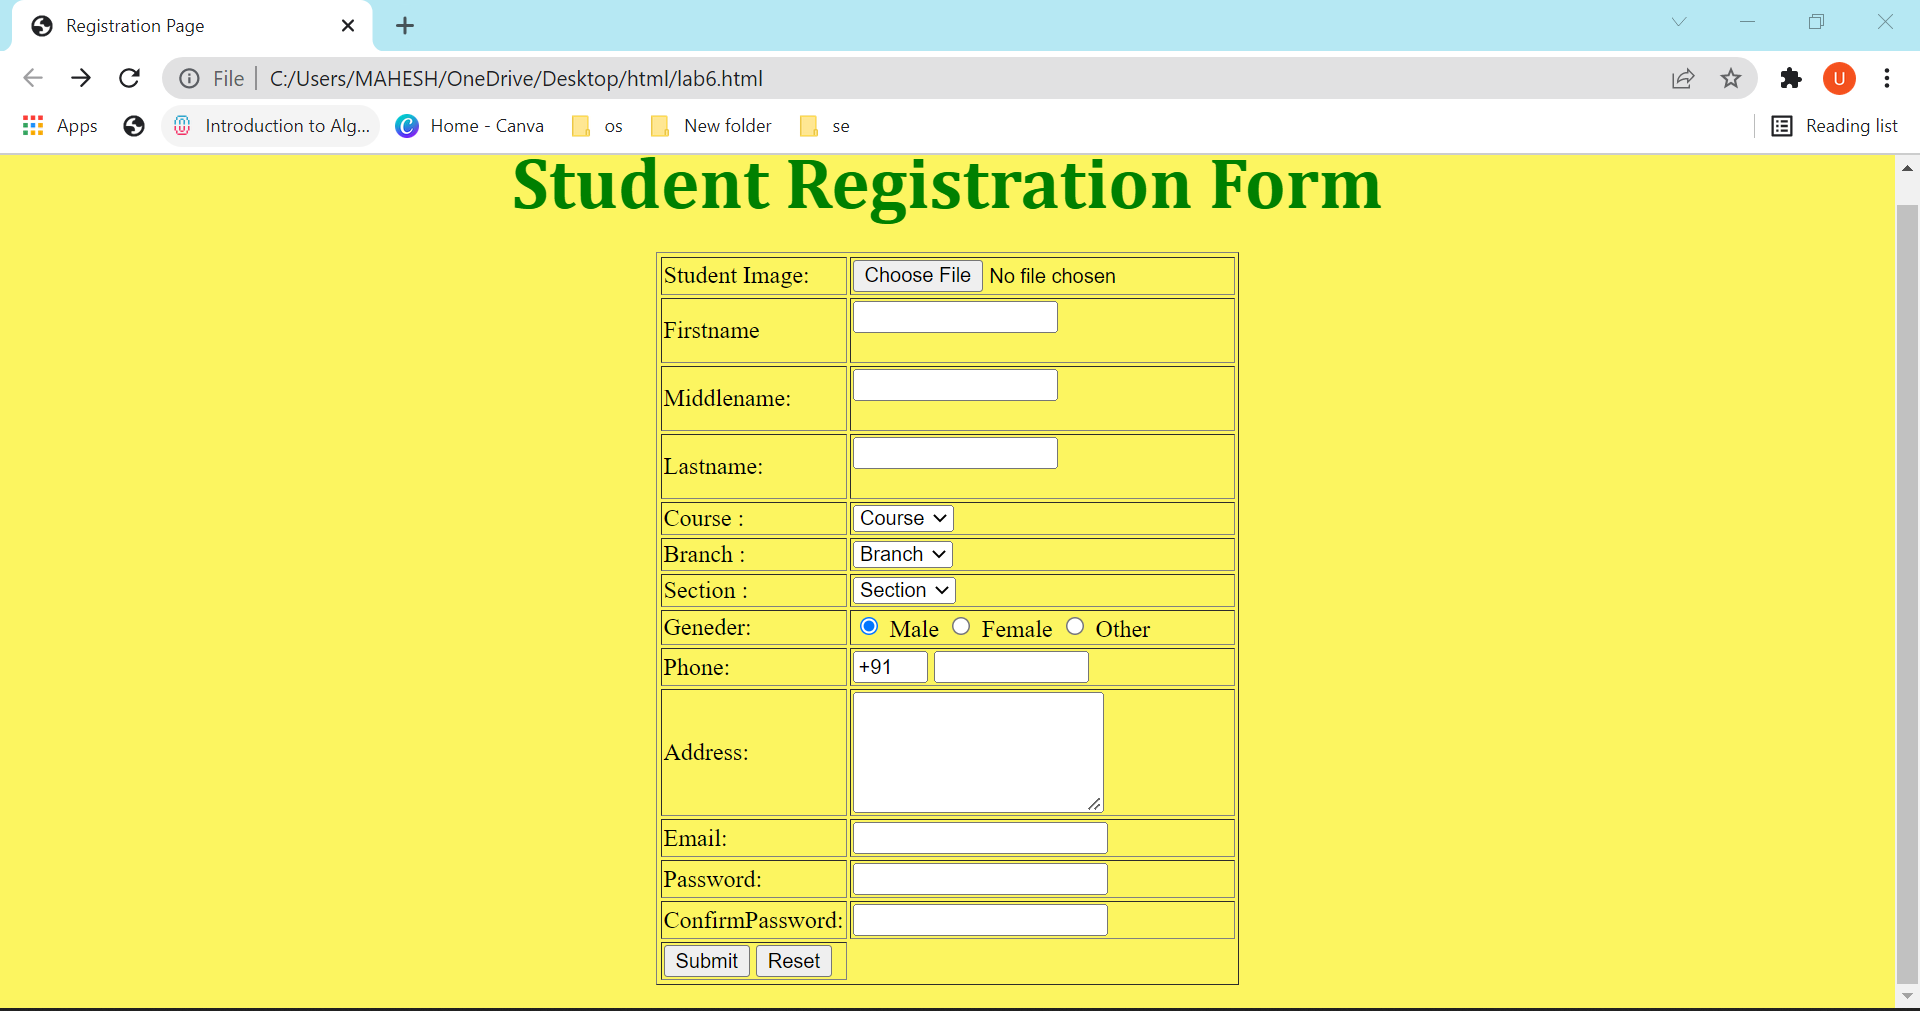 Registration Page
File C:/Users/MAHESH/OneDrive/Desktop/html/lab6.html
U
Apps Introduction to Alg... Home - Canva os New folder se Reading list
Student Registration Form
Student Image: Choose File No file chosen
Firstname
Middlename:
Lastname:
Course : Course
Branch : Branch
Section : Section
Geneder: Male Female Other
Phone: +91
Address:
Email:
Password:
ConfirmPassword:
Submit Reset